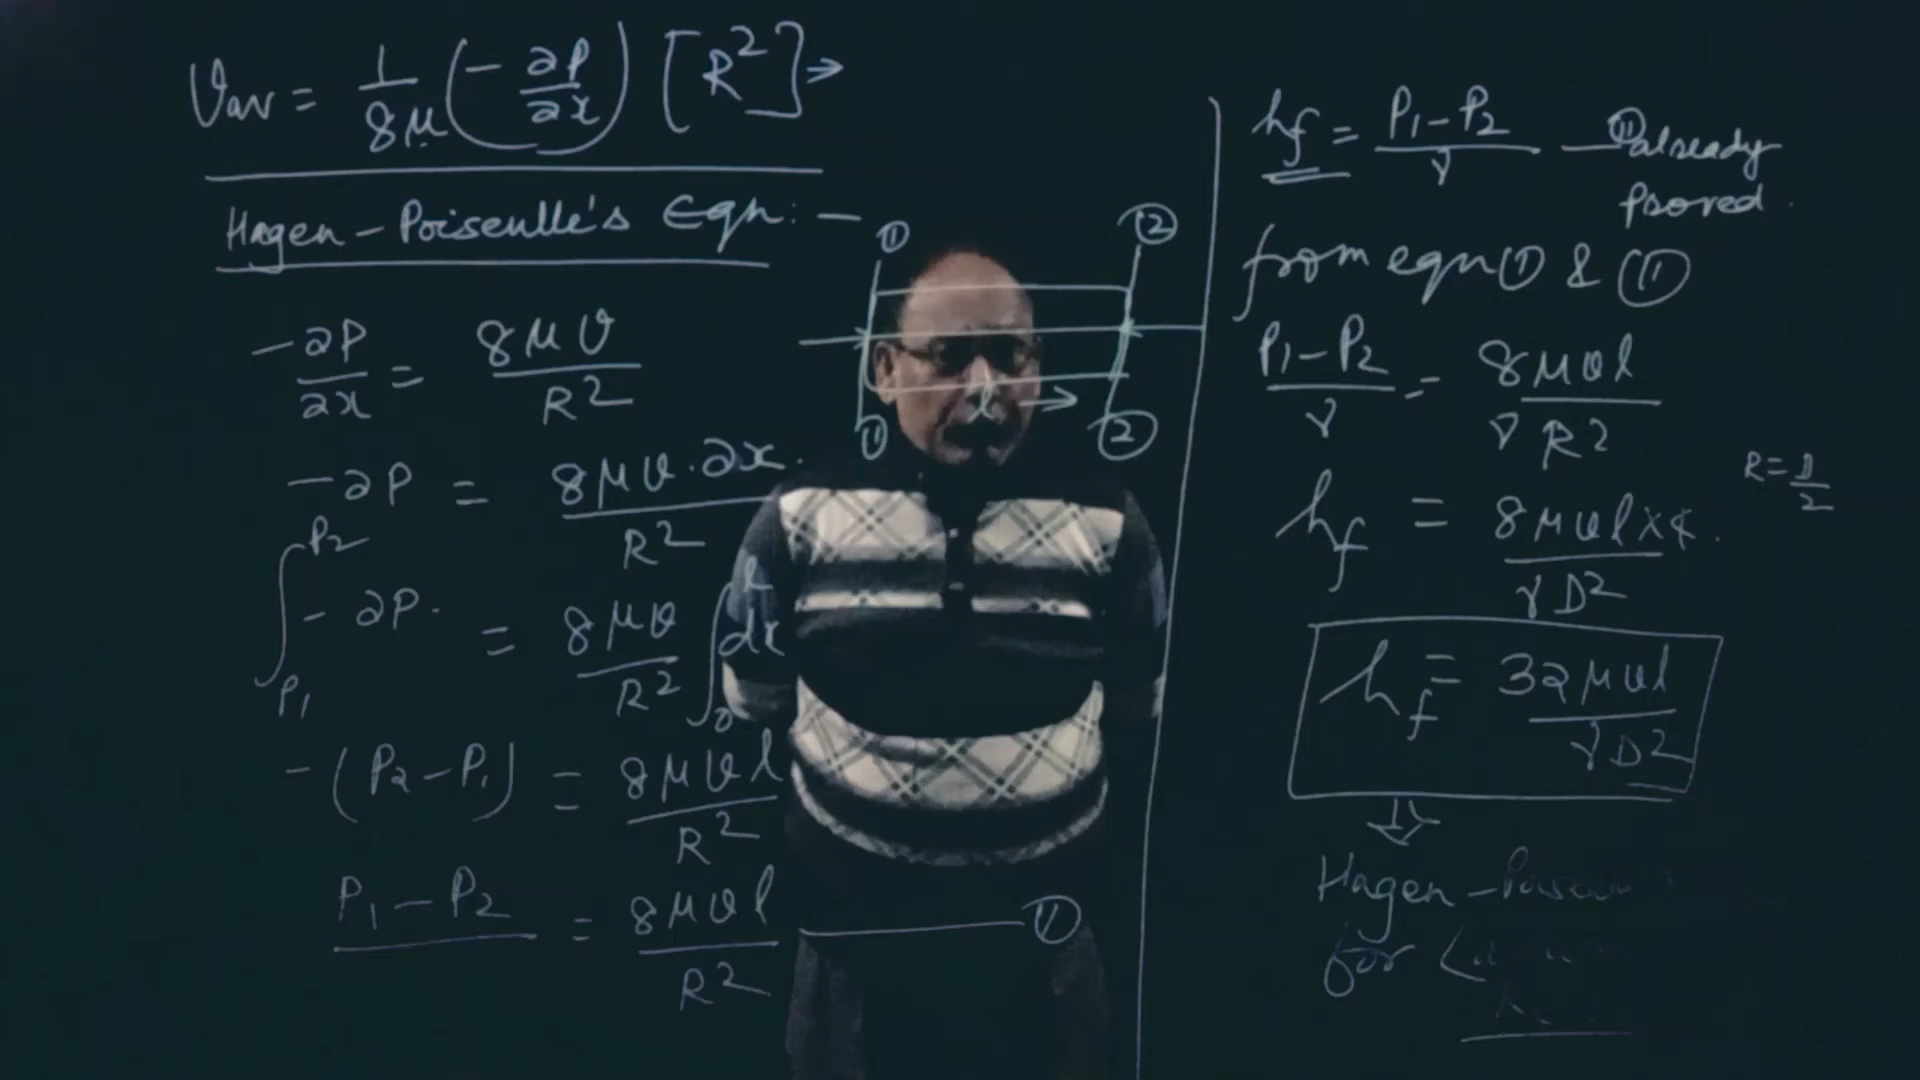 Vav = 1/8μ (-∂P/∂x) [R²] →
Hagen-Poiseulle's Eqn: -
-∂P/∂x = 8μv/R²
-∂P = 8μv.∂x/R²
∫P1 P2 -∂P. = 8μv/R² ∫0 l dx
-(P2-P1) = 8μvl/R²
P1-P2 = 8μvl/R² — ①
① ②
l →
① ②
hf = P1-P2/γ — ⑪ already
proved.
from eqn ① & ⑪
P1-P2/γ = 8μvl/γR²
R = D/2
hf = 8μvl×4./γD²
hf = 32μvl/γD²
Hagen-
for